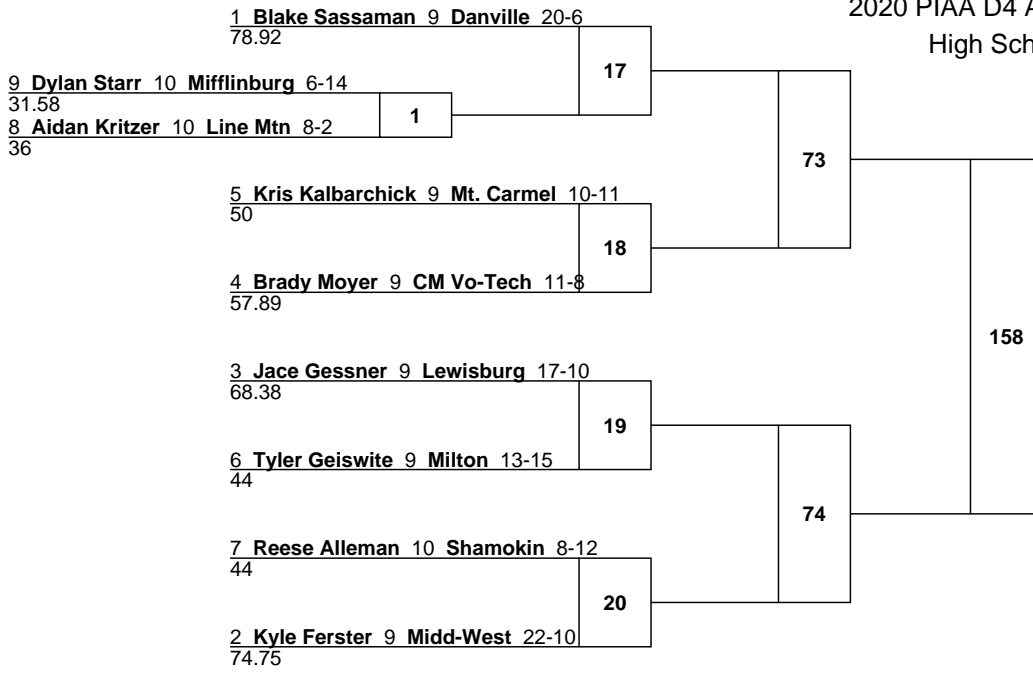 2020 PIAA D4 A
High Sch
1 Blake Sassaman 9 Danville 20-6
78.92
17
9 Dylan Starr 10 Mifflinburg 6-14
31.58
1
8 Aidan Kritzer 10 Line Mtn 8-2
36
73
5 Kris Kalbarchick 9 Mt. Carmel 10-11
50
18
4 Brady Moyer 9 CM Vo-Tech 11-8
57.89
158
3 Jace Gessner 9 Lewisburg 17-10
68.38
19
6 Tyler Geiswite 9 Milton 13-15
44
74
7 Reese Alleman 10 Shamokin 8-12
44
20
2 Kyle Ferster 9 Midd-West 22-10
74.75